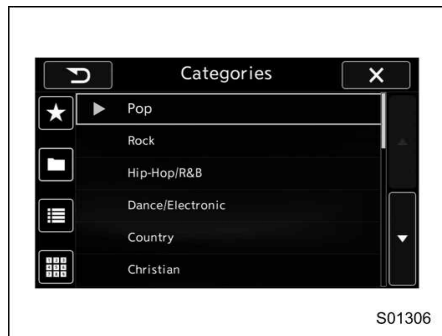 Categories
Pop
Rock
Hip-Hop/R&B
Dance/Electronic
Country
Christian
S01306